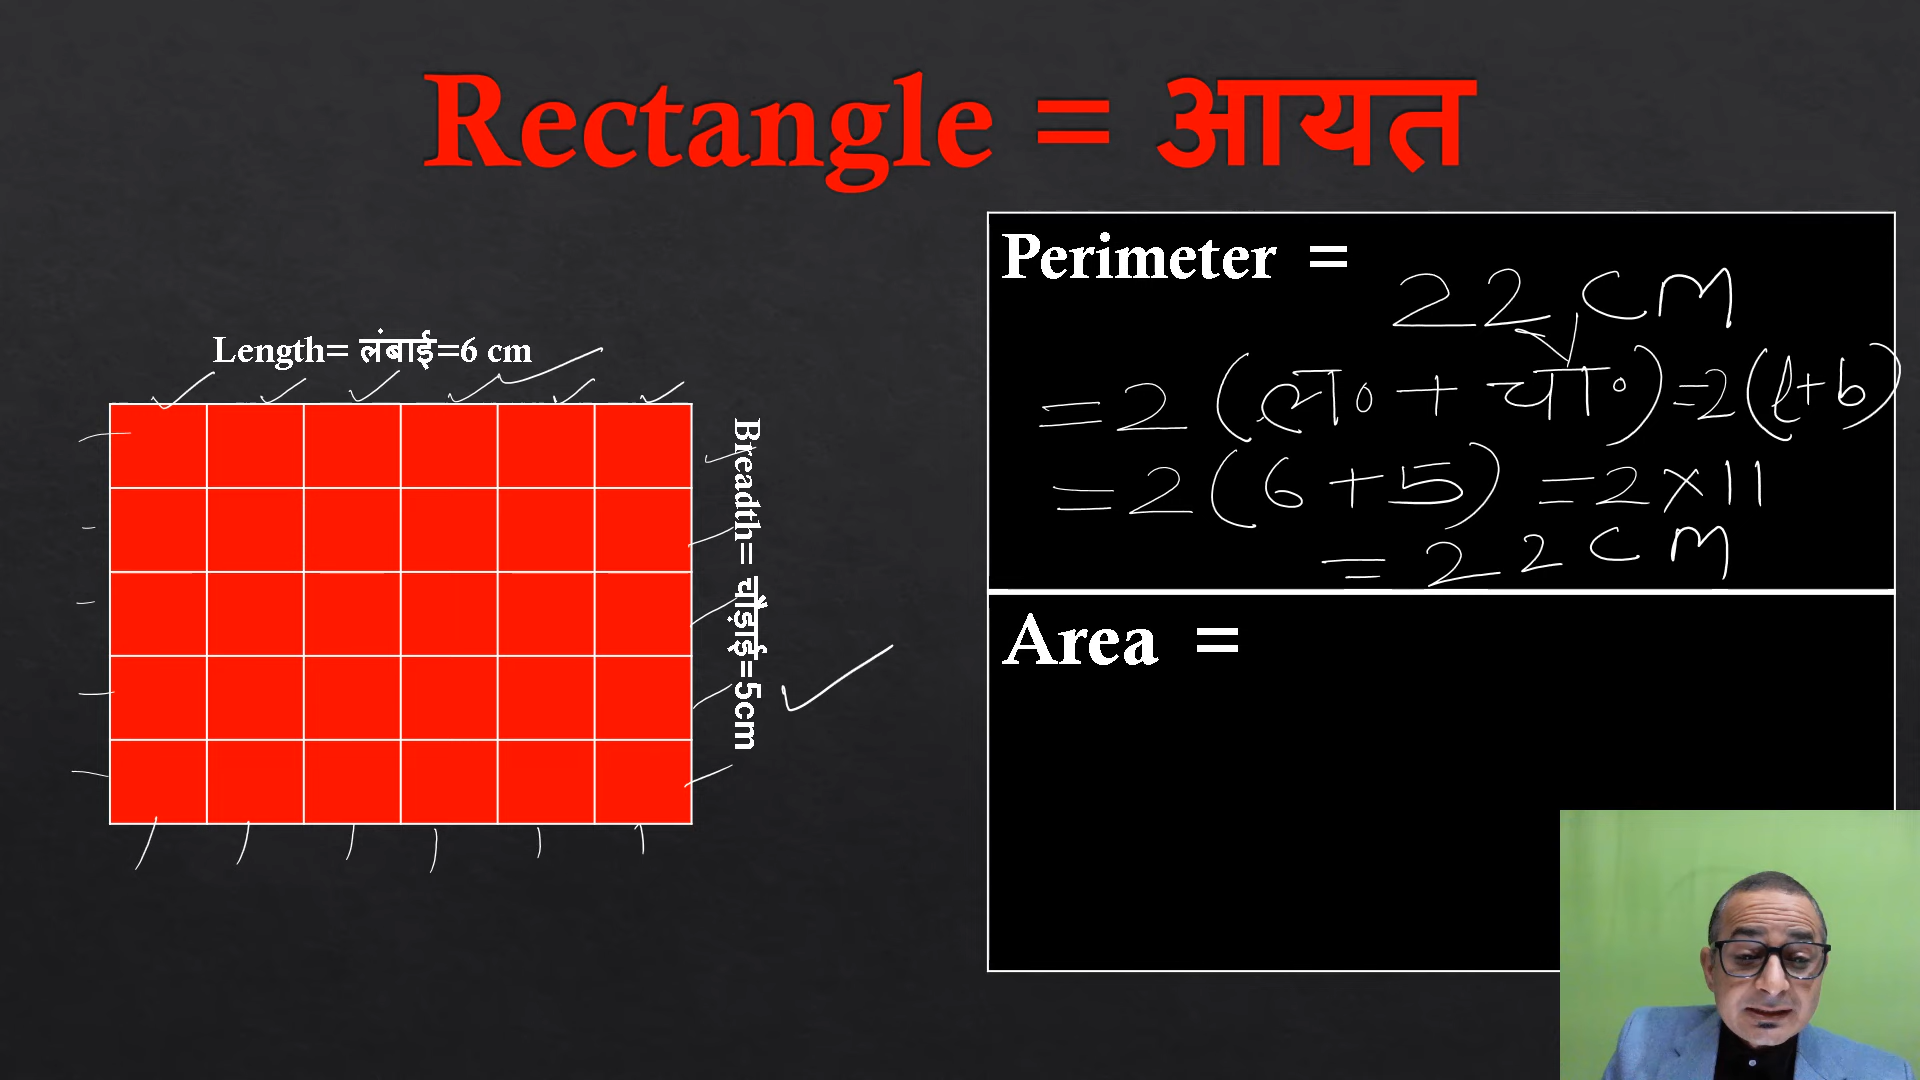 Rectangle = आयत
Length= लंबाई=6 cm
Breadth= चौड़ाई=5cm
Perimeter =
22 cm
=2 (ल० + चौ०) =2 (l+b)
=2(6+5) =2×11
=22cm
Area =